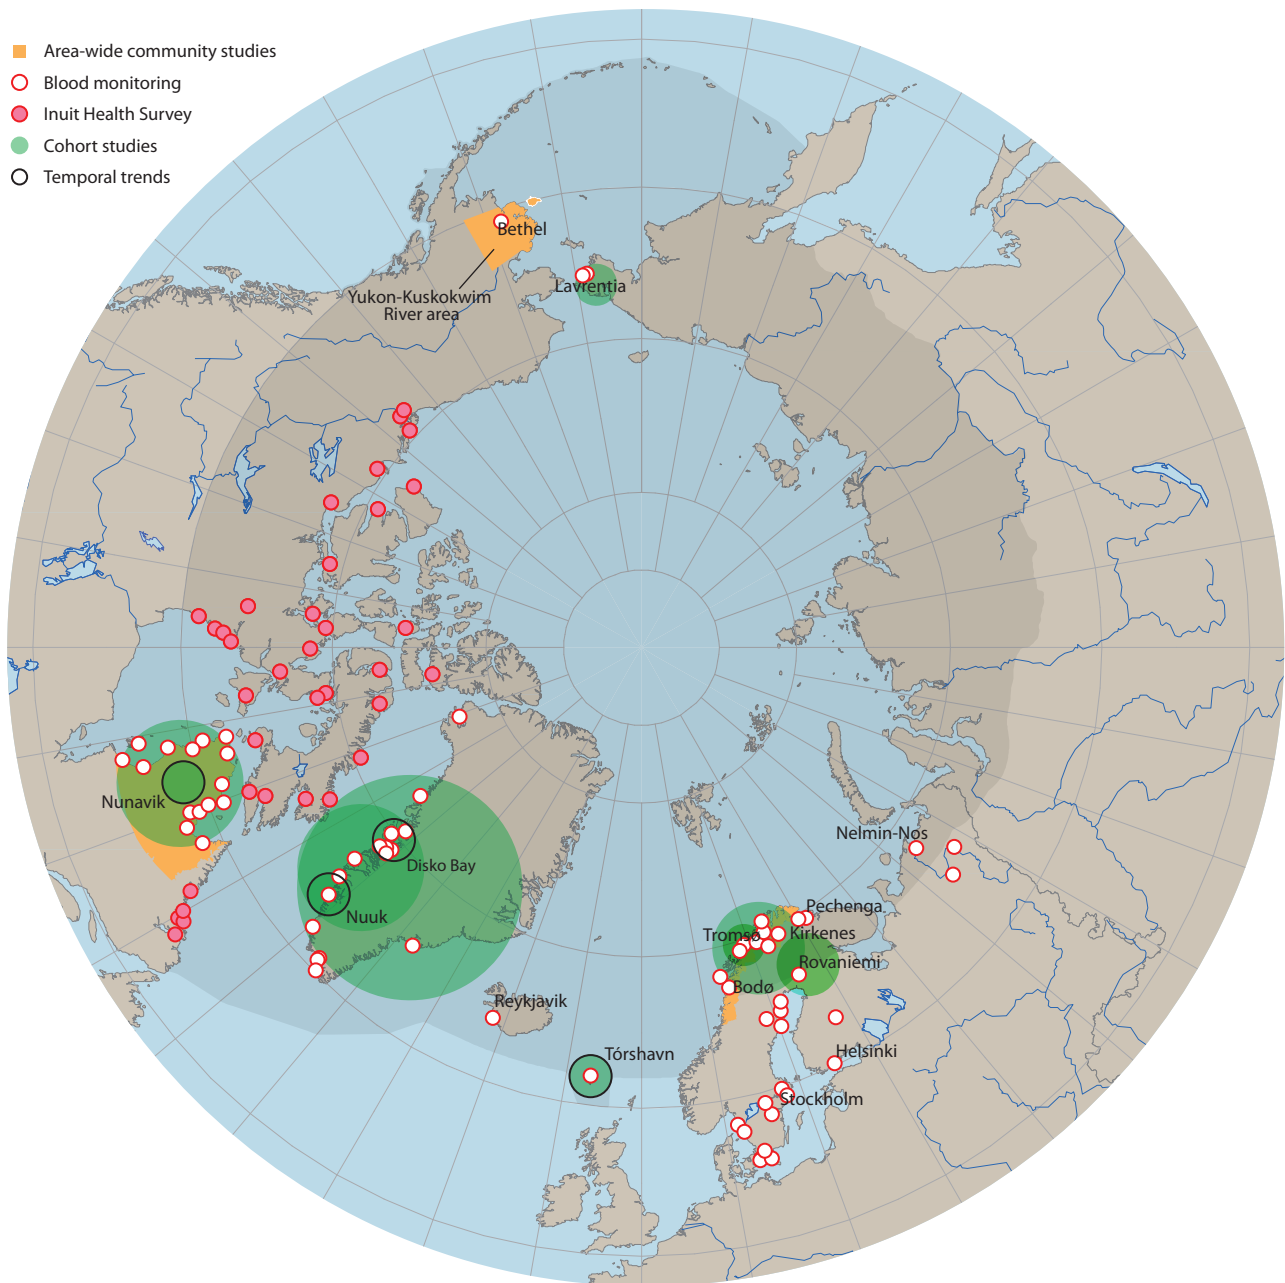 Area-wide community studies
Blood monitoring
Inuit Health Survey
Cohort studies
Temporal trends
Bethel
Lavrentia
Yukon-Kuskokwim
River area
Nunavik
Disko Bay
Nuuk
Nelmin-Nos
Pechenga
Tromsø
Kirkenes
Rovaniemi
Bodø
Reykjavik
Tórshavn
Helsinki
Stockholm